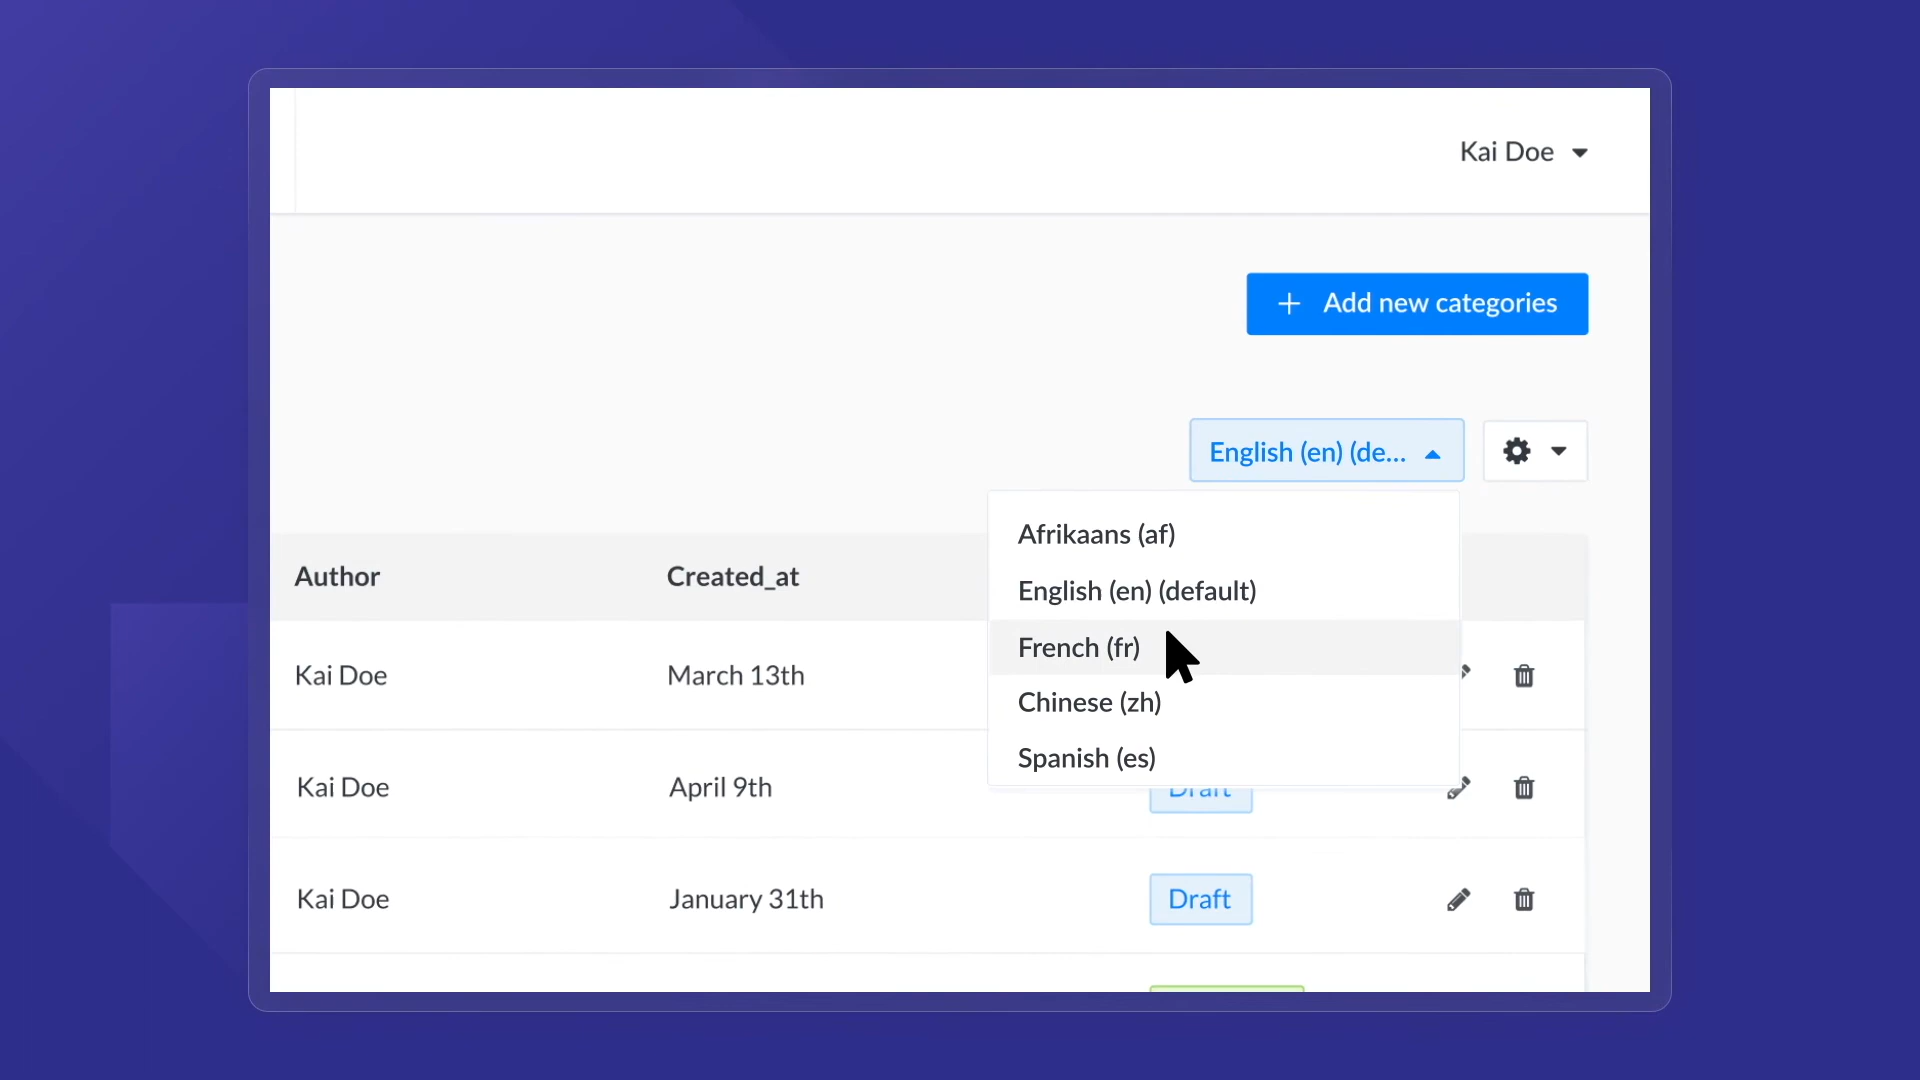 Kai Doe
+ Add new categories
English (en) (de...
Afrikaans (af)
English (en) (default)
French (fr)
Chinese (zh)
Spanish (es)
Author Created_at
Kai Doe March 13th
Kai Doe April 9th Draft
Kai Doe January 31th Draft